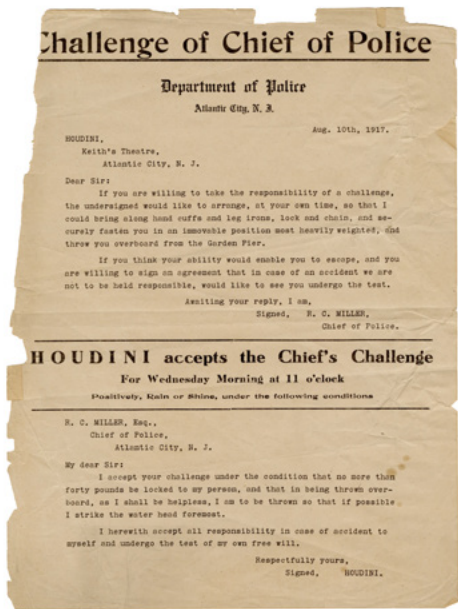 Challenge of Chief of Police
Department of Police
Atlantic City, N. J.
Aug. 10th, 1917.
HOUDINI,
Keith's Theatre,
Atlantic City, N. J.
Dear Sir:
If you are willing to take the responsibility of a challenge,
the undersigned would like to arrange, at your own time, so that I
could bring along hand cuffs and leg irons, lock and chain, and se-
curely fasten you in an immovable position most heavily weighted, and
throw you overboard from the Garden Pier.
If you think your ability would enable you to escape, and you
are willing to sign an agreement that in case of an accident we are
not to be held responsible, would like to see you undergo the test.
Awaiting your reply, I am,
Signed, R. C. MILLER,
Chief of Police.
HOUDINI accepts the Chief's Challenge
For Wednesday Morning at 11 o'clock
Positively, Rain or Shine, under the following conditions
R. C. MILLER, Esq.,
Chief of Police,
Atlantic City, N. J.
My dear Sir:
I accept your challenge under the condition that no more than
forty pounds be locked to my person, and that in being thrown over-
board, as I shall be helpless, I am to be thrown so that if possible
I strike the water head foremost.
I herewith accept all responsibility in case of accident to
myself and undergo the test of my own free will.
Respectfully yours,
Signed, HOUDINI.